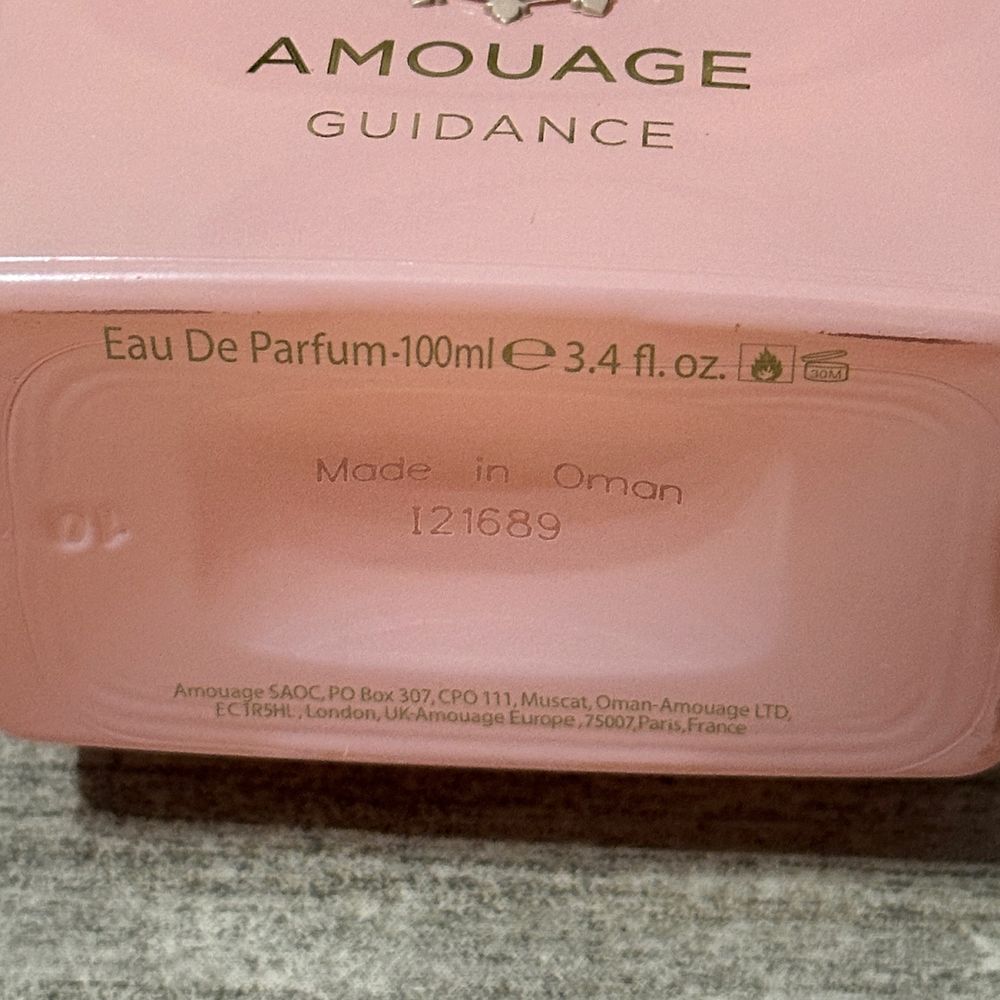 AMOUAGE
GUIDANCE
Eau De Parfum-100ml ℮ 3.4 fl. oz.
30M
Made in Oman
I21689
10
Amouage SAOC, PO Box 307, CPO 111, Muscat, Oman-Amouage LTD,
EC1R5HL , London, UK-Amouage Europe ,75007,Paris,France